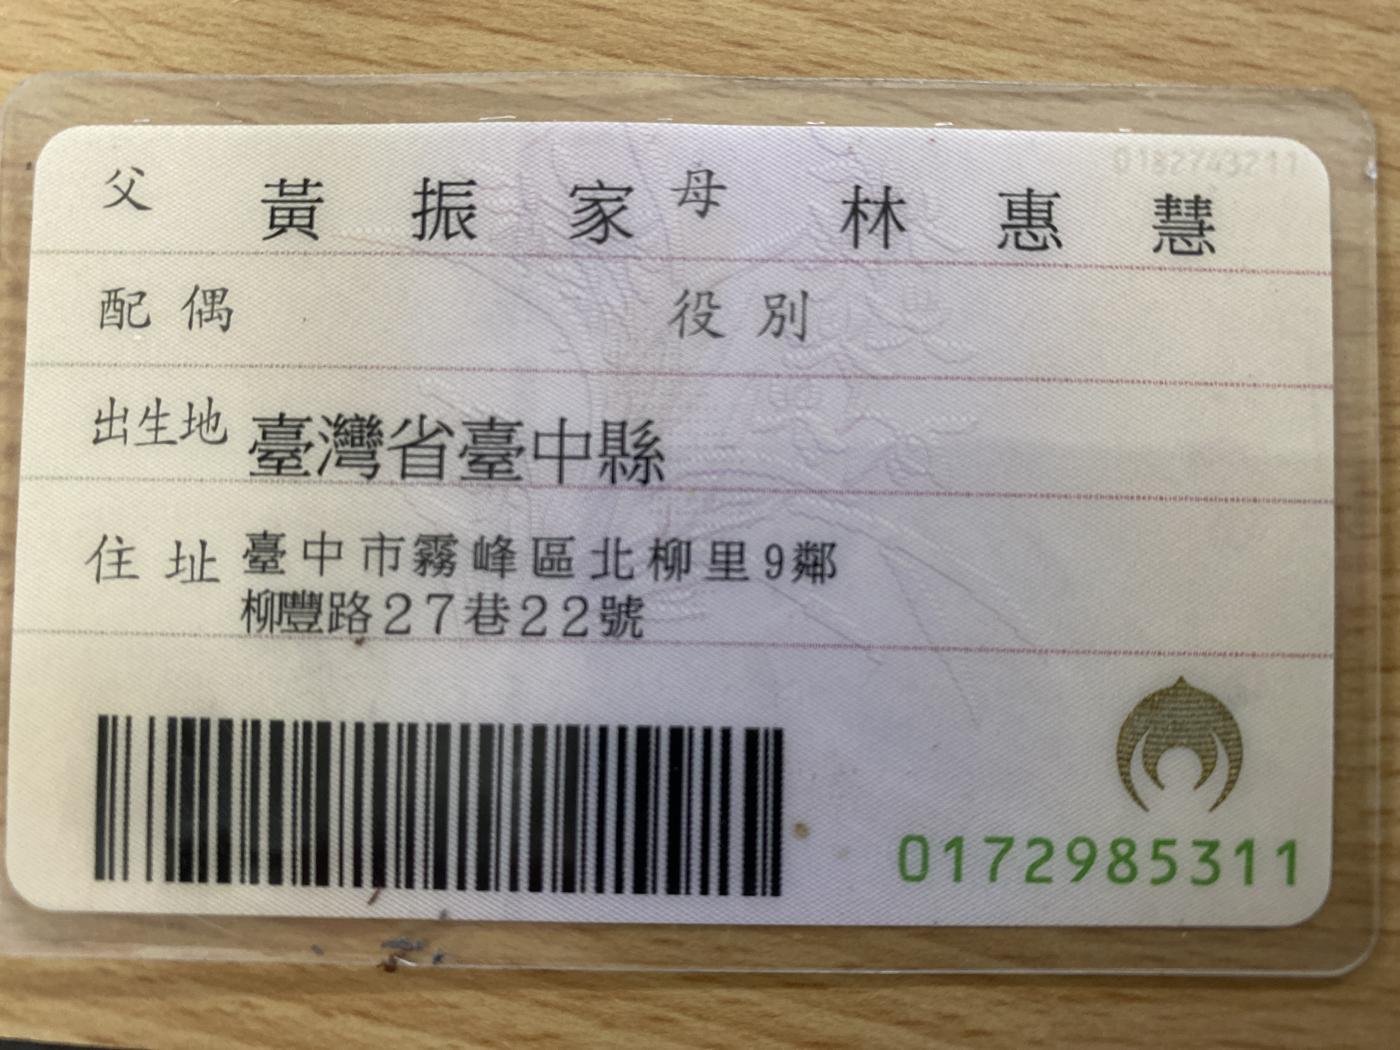 0182743211
父 黃振家 母 林惠慧
配偶 役別
出生地 臺灣省臺中縣
住址 臺中市霧峰區北柳里9鄰
柳豐路27巷22號
0172985311